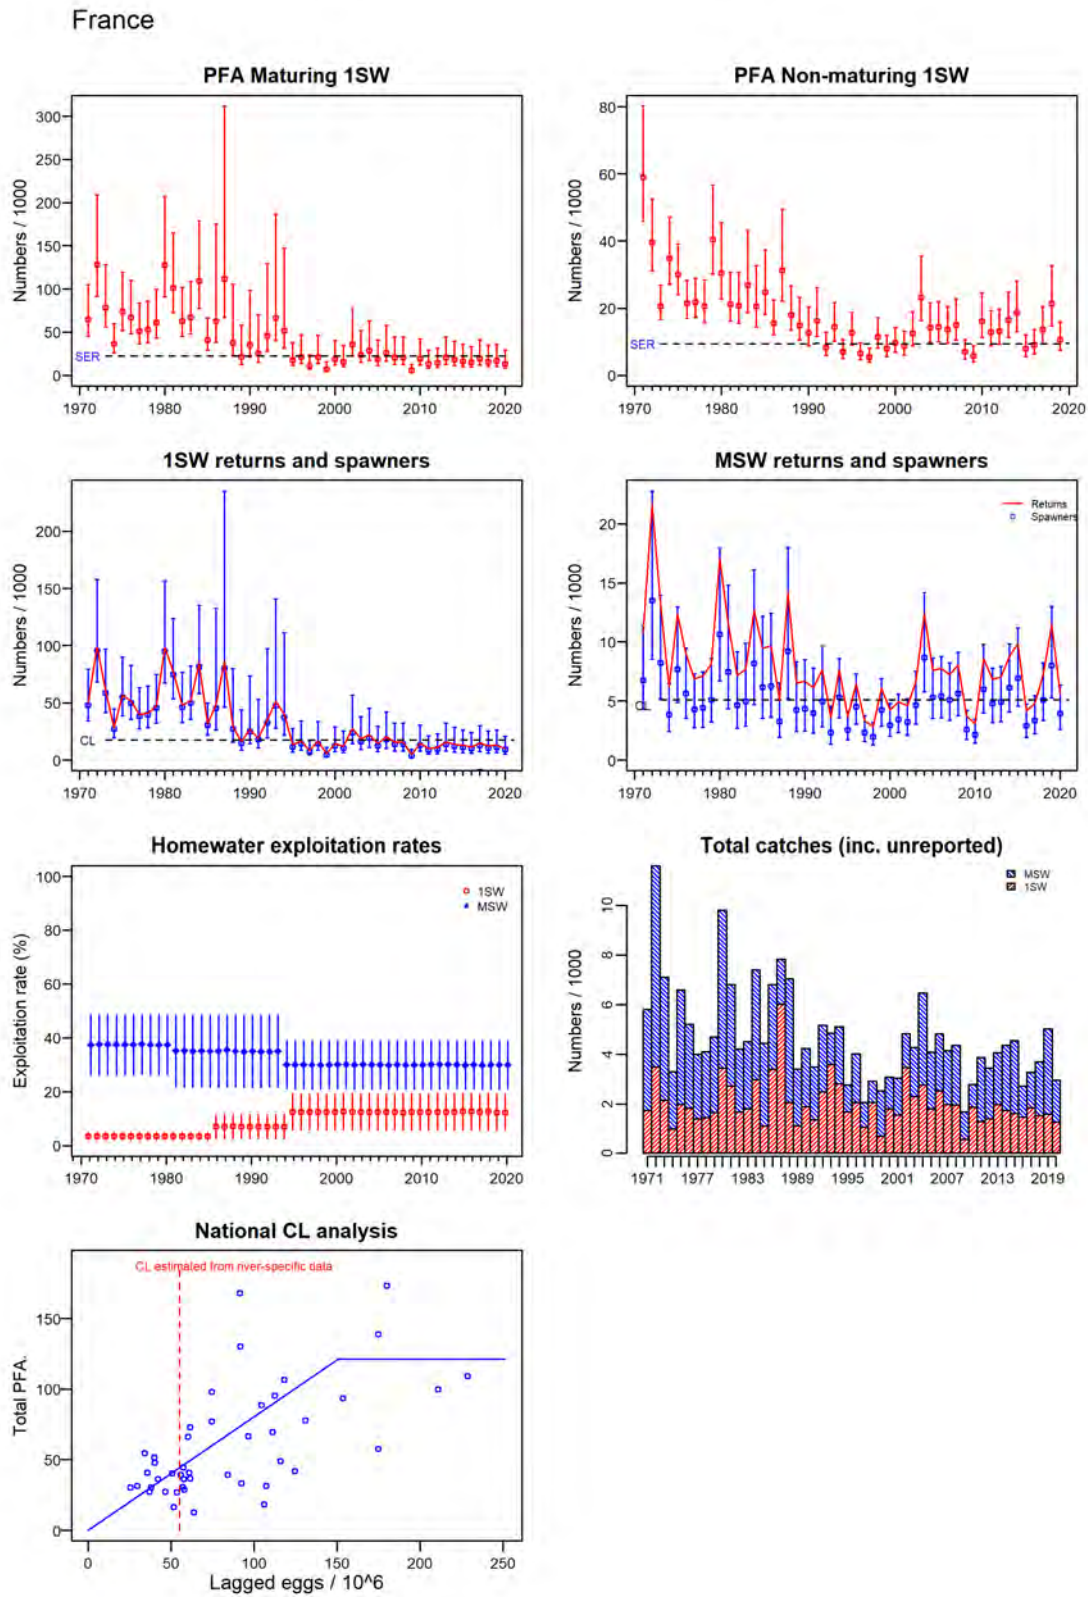 France
PFA Maturing 1SW
Numbers / 1000
300
250
200
150
100
50
0
SER
1970 1980 1990 2000 2010 2020
PFA Non-maturing 1SW
Numbers / 1000
80
60
40
20
0
SER
1970 1980 1990 2000 2010 2020
1SW returns and spawners
Numbers / 1000
200
150
100
50
0
CL
1970 1980 1990 2000 2010 2020
MSW returns and spawners
Numbers / 1000
20
15
10
5
0
CL
Returns
Spawners
1970 1980 1990 2000 2010 2020
Homewater exploitation rates
Exploitation rate (%)
100
80
60
40
20
0
1SW
MSW
1970 1980 1990 2000 2010 2020
Total catches (inc. unreported)
Numbers / 1000
10
8
6
4
2
0
MSW
1SW
1971 1977 1983 1989 1995 2001 2007 2013 2019
National CL analysis
CL estimated from river-specific data
Total PFA.
150
100
50
0
0 50 100 150 200 250
Lagged eggs / 10^6